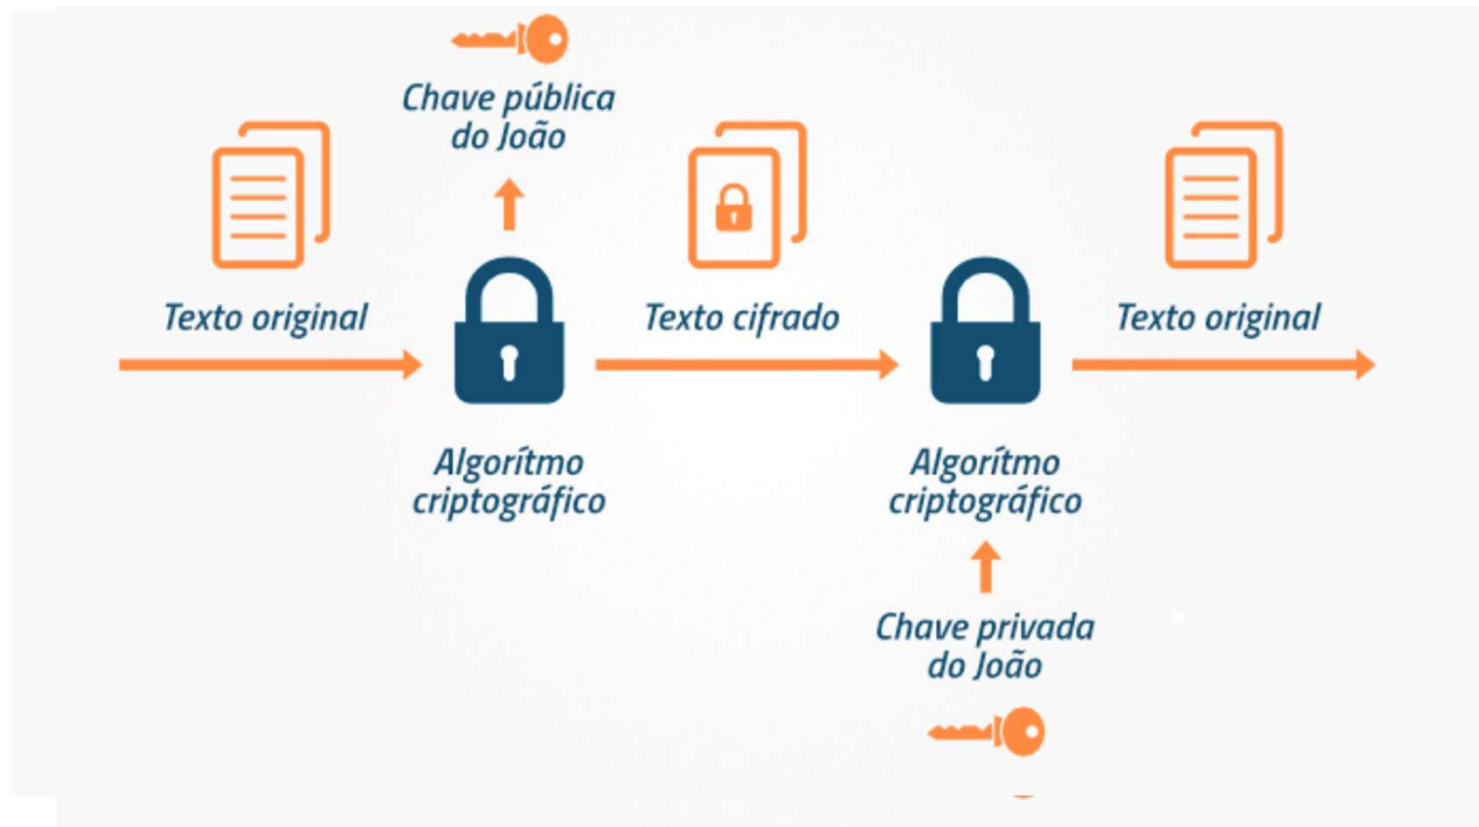 Chave pública
do João
Texto original
Texto cifrado
Texto original
Algorítmo
criptográfico
Algorítmo
criptográfico
Chave privada
do João